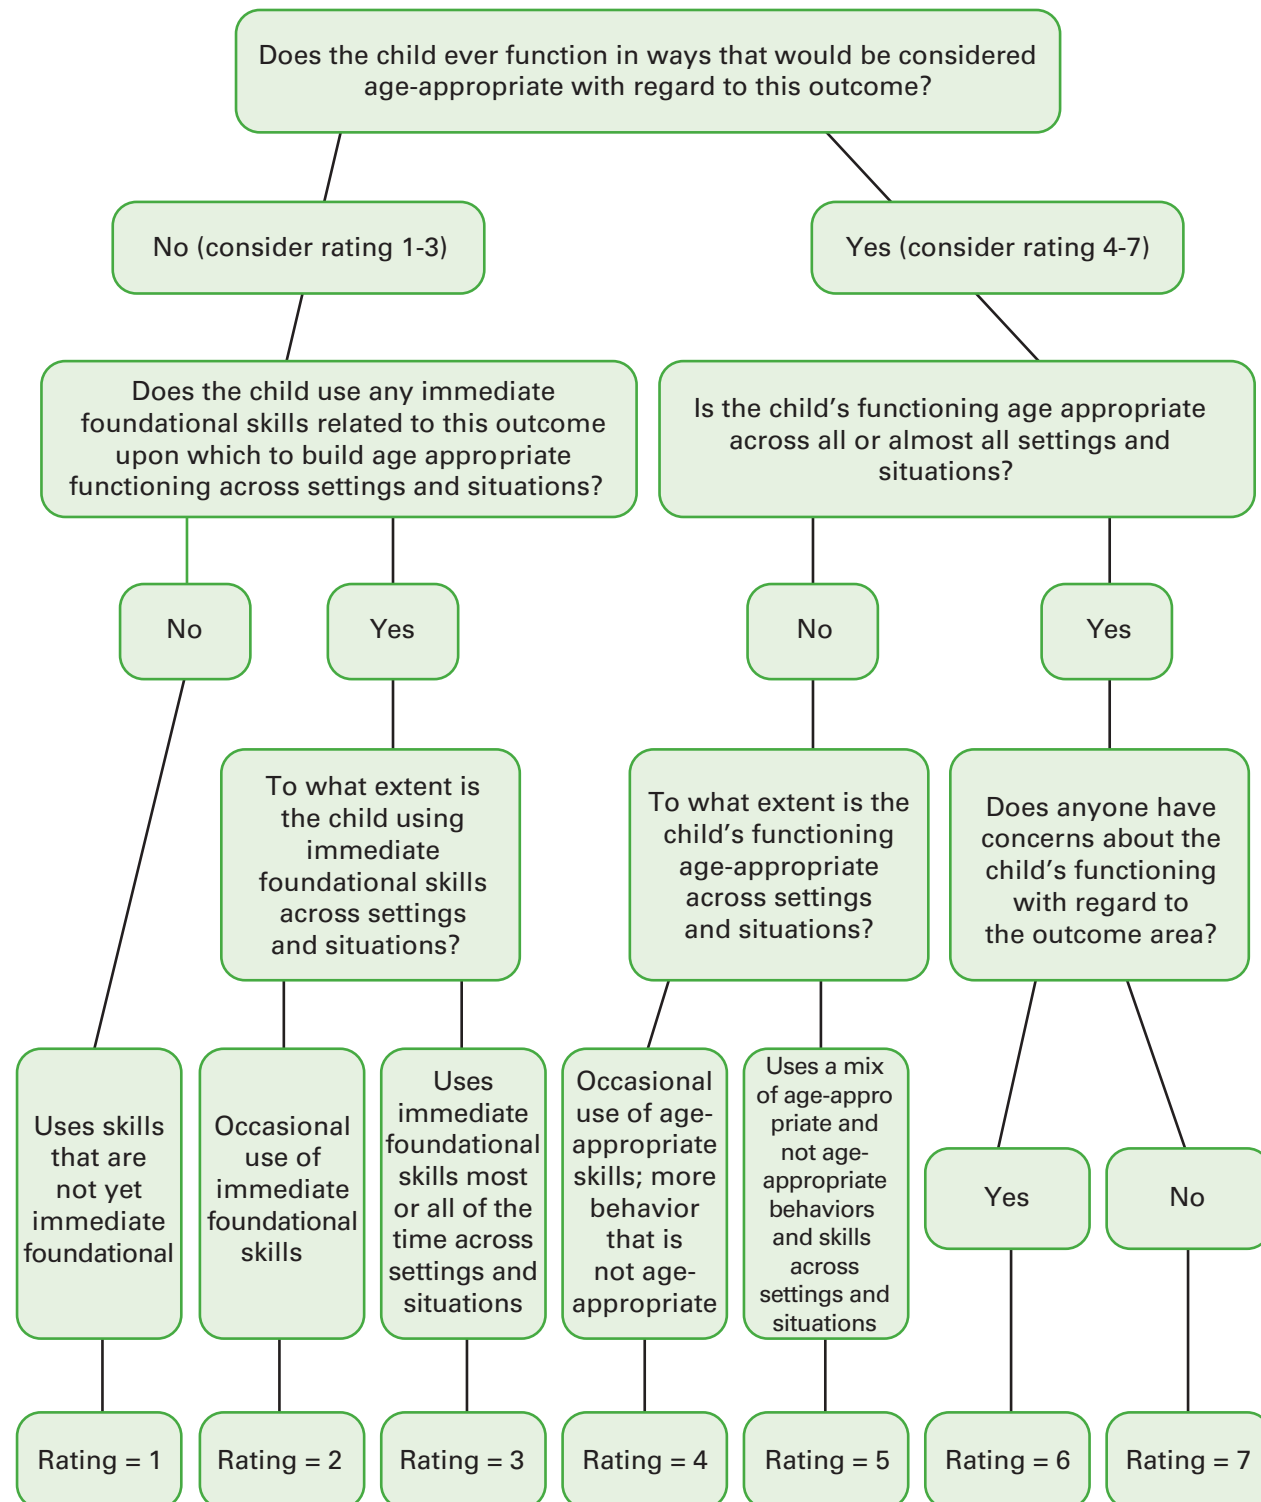 Does the child ever function in ways that would be considered
age-appropriate with regard to this outcome?
No (consider rating 1-3)
Yes (consider rating 4-7)
Does the child use any immediate
foundational skills related to this outcome
upon which to build age appropriate
functioning across settings and situations?
Is the child’s functioning age appropriate
across all or almost all settings and
situations?
No
Yes
No
Yes
To what extent is
the child using
immediate
foundational skills
across settings
and situations?
To what extent is the
child’s functioning
age-appropriate
across settings
and situations?
Does anyone have
concerns about the
child’s functioning
with regard to
the outcome area?
Uses skills
that are
not yet
immediate
foundational
Occasional
use of
immediate
foundational
skills
Uses
immediate
foundational
skills most
or all of the
time across
settings and
situations
Occasional
use of age-
appropriate
skills; more
behavior
that is
not age-
appropriate
Uses a mix
of age-appro
priate and
not age-
appropriate
behaviors
and skills
across
settings and
situations
Yes
No
Rating = 1
Rating = 2
Rating = 3
Rating = 4
Rating = 5
Rating = 6
Rating = 7